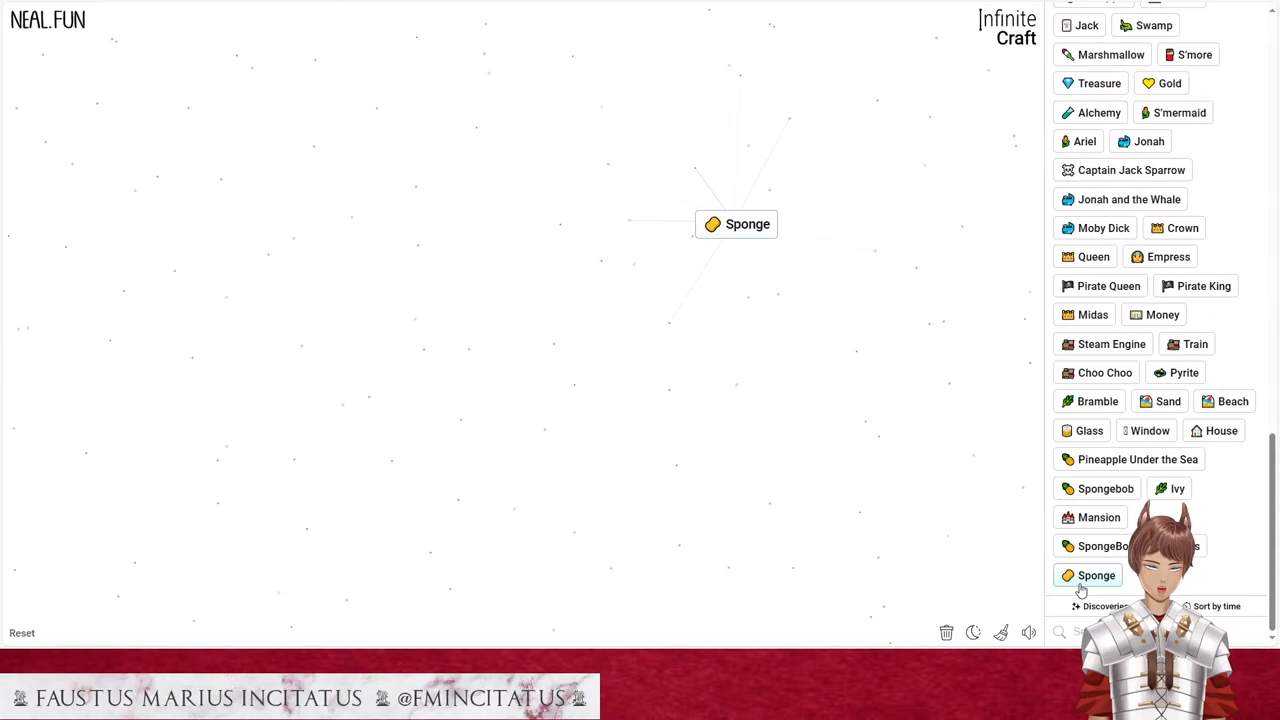 NEAL.FUN
Infinite
Craft
Sponge
Jack Swamp
Marshmallow S'more
Treasure Gold
Alchemy S'mermaid
Ariel Jonah
Captain Jack Sparrow
Jonah and the Whale
Moby Dick Crown
Queen Empress
Pirate Queen Pirate King
Midas Money
Steam Engine Train
Choo Choo Pyrite
Bramble Sand Beach
Glass Window House
Pineapple Under the Sea
Spongebob Ivy
Mansion
Sponge
Sort by time
Reset
FAUSTUS MARIUS INCITATUS @FMINCITATUS